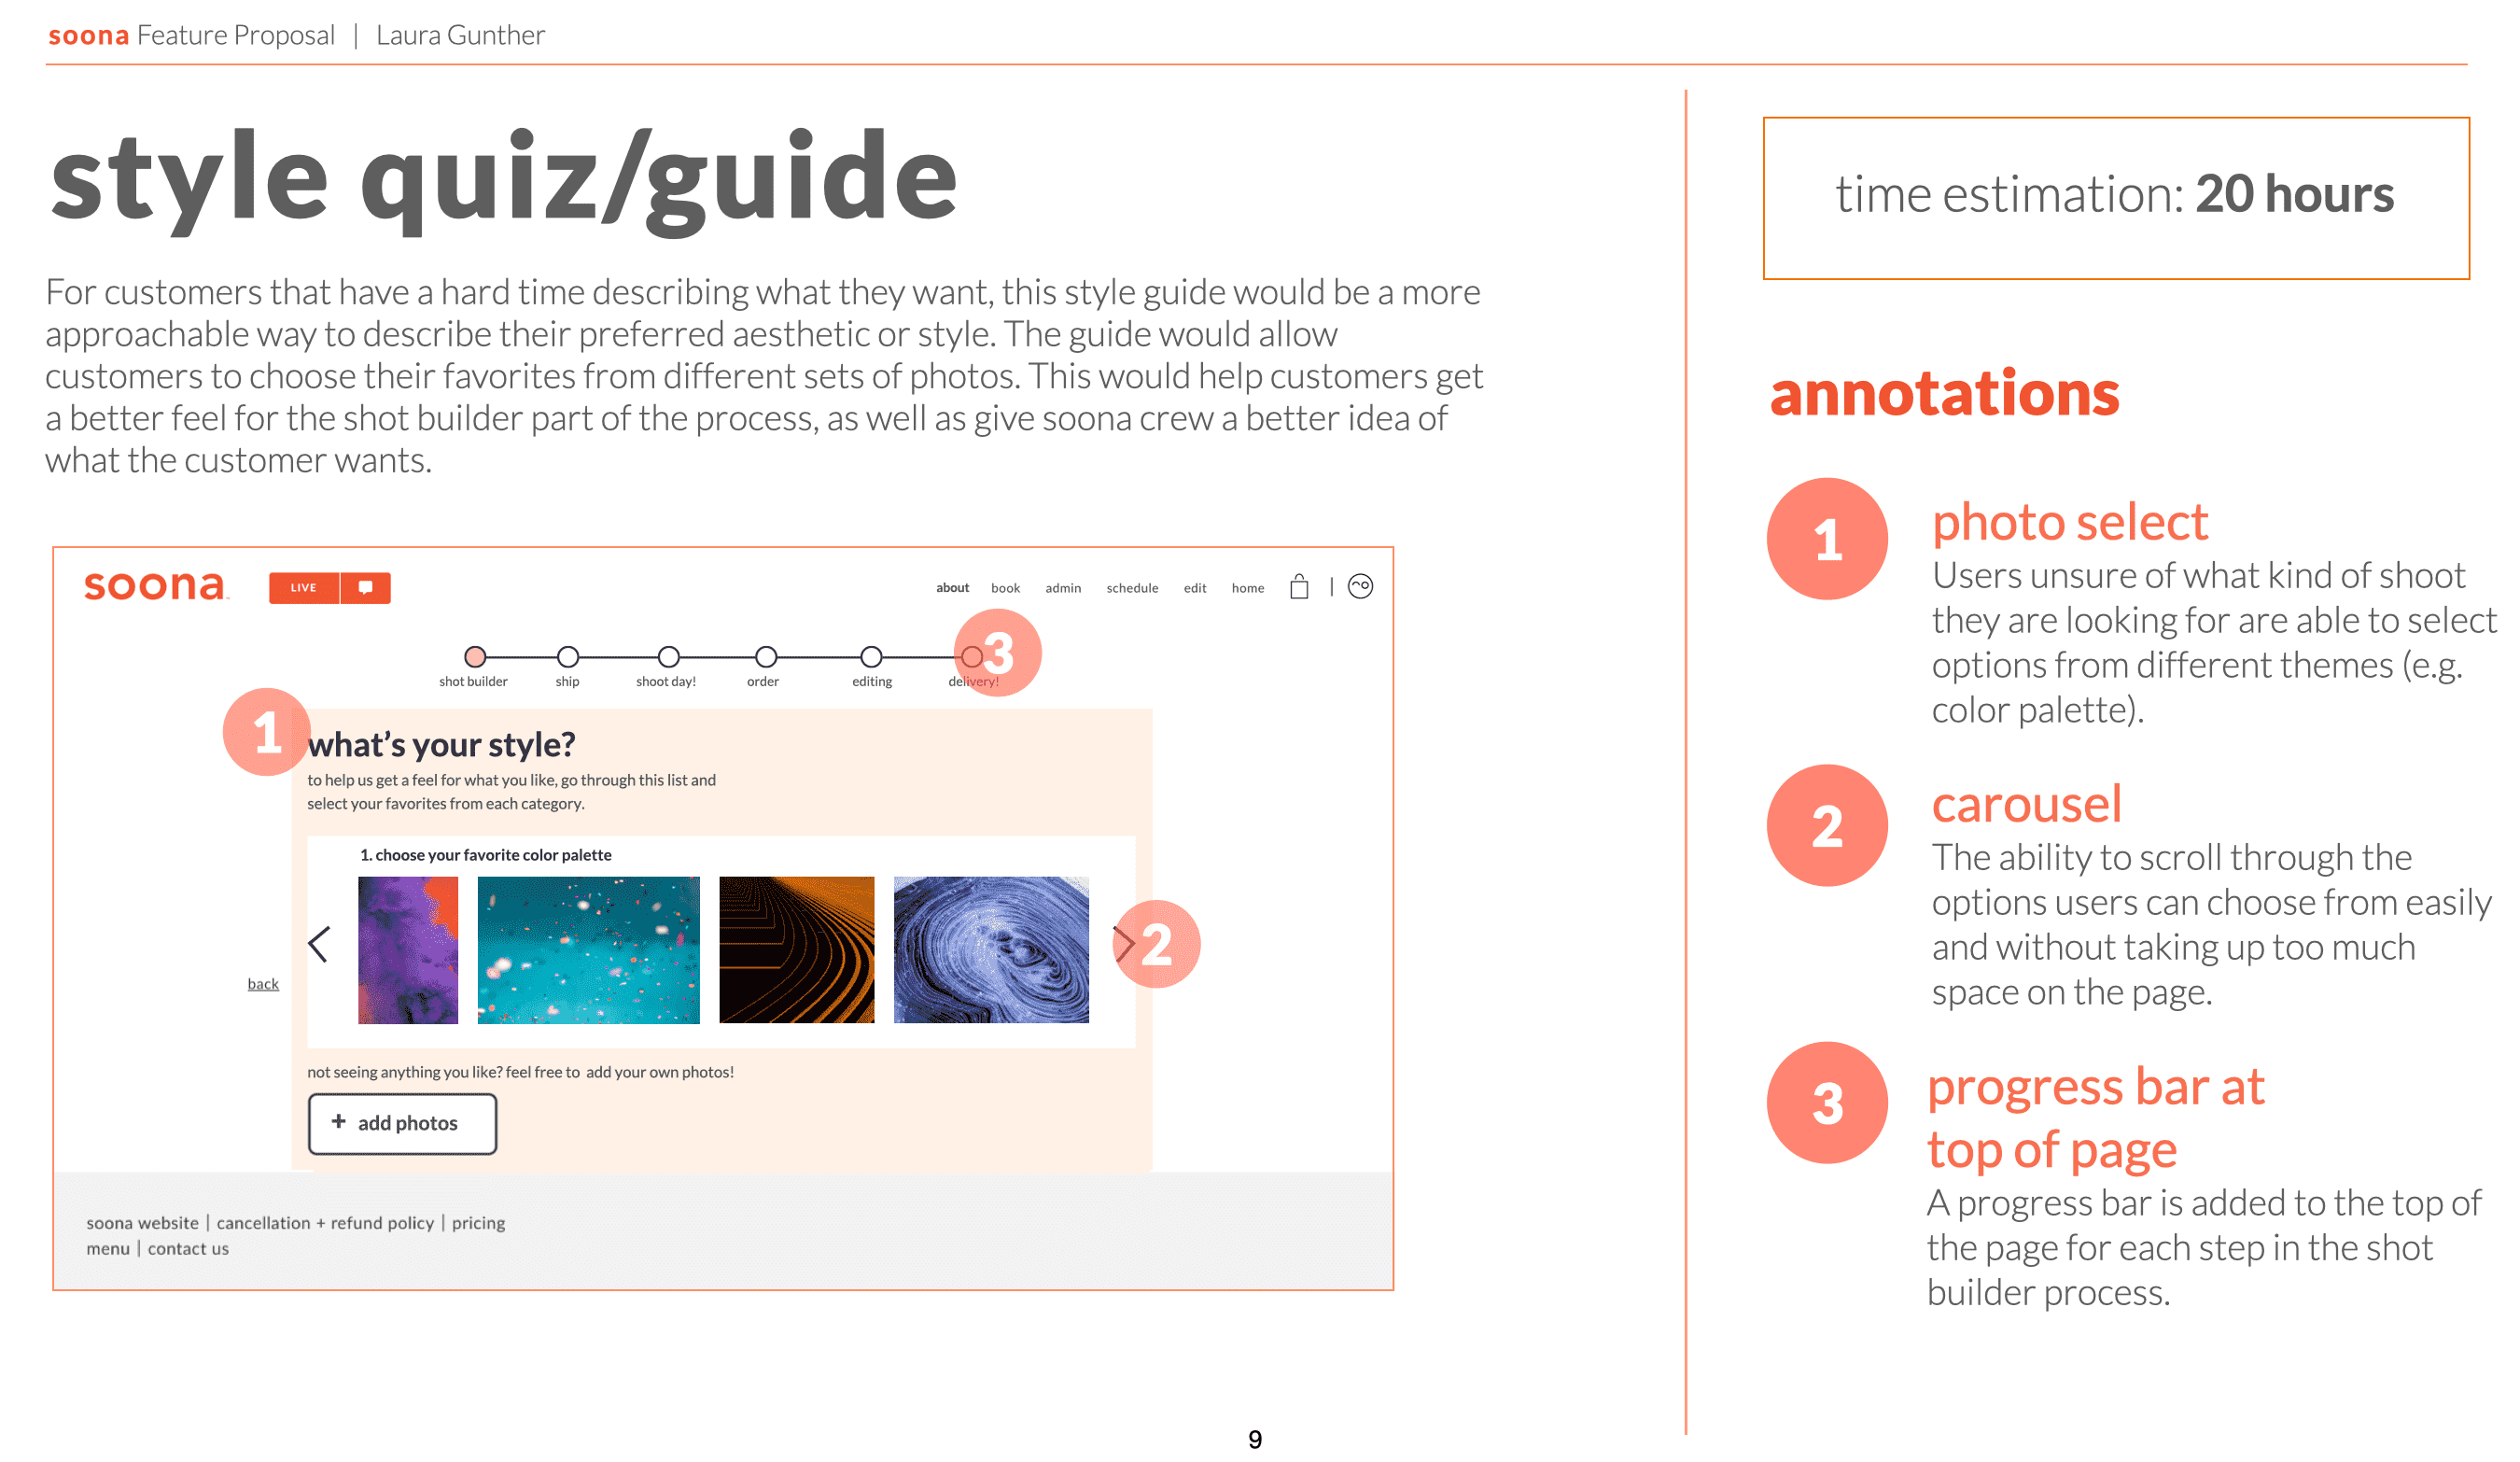 soona Feature Proposal | Laura Gunther
style quiz/guide
For customers that have a hard time describing what they want, this style guide would be a more
approachable way to describe their preferred aesthetic or style. The guide would allow
customers to choose their favorites from different sets of photos. This would help customers get
a better feel for the shot builder part of the process, as well as give soona crew a better idea of
what the customer wants.
soona
LIVE
about book admin schedule edit home |
3
shot builder ship shoot day! order editing delivery!
1
what's your style?
to help us get a feel for what you like, go through this list and
select your favorites from each category.
1. choose your favorite color palette
2
back
not seeing anything you like? feel free to add your own photos!
+ add photos
soona website | cancellation + refund policy | pricing
menu | contact us
time estimation: 20 hours
annotations
1
photo select
Users unsure of what kind of shoot
they are looking for are able to select
options from different themes (e.g.
color palette).
2
carousel
The ability to scroll through the
options users can choose from easily
and without taking up too much
space on the page.
3
progress bar at
top of page
A progress bar is added to the top of
the page for each step in the shot
builder process.
9